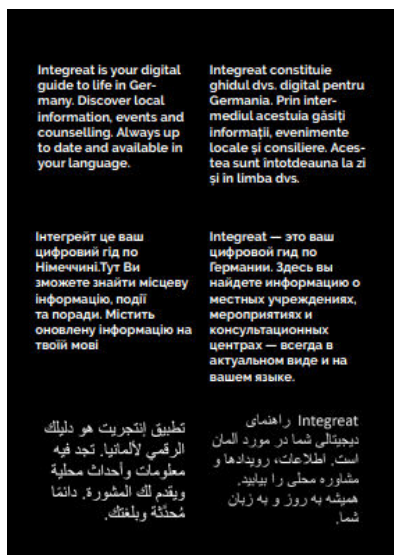 Integreat is your digital
guide to life in Ger-
many. Discover local
information, events and
counselling. Always up
to date and available in
your language.
Integreat constituie
ghidul dvs. digital pentru
Germania. Prin inter-
mediul acestuia găsiți
informații, evenimente
locale și consiliere. Aces-
tea sunt întotdeauna la zi
și in limba dvs.
Інтегрейт це ваш
цифровий гід по
Німеччині.Тут Ви
зможете знайти місцеву
інформацію, події
та поради. Містить
оновлену інформацію на
твоїй мові
Integreat — это ваш
цифровой гид по
Германии. Здесь вы
найдете информацию о
местных учреждениях,
мероприятиях и
консультационных
центрах — всегда в
актуальном виде и на
вашем языке.
تطبيق إنتجريت هو دليلك
الرقمي لألمانيا. تجد فيه
معلومات وأحداث محلية
ويقدم لك المشورة. دائمًا
مُحدَّثة وبلغتك.
Integreat راهنمای
دیجیتالی شما در مورد المان
است. اطلاعات، رویدادها و
مشاوره محلی را بیابید.
همیشه به روز و به زبان
شما.